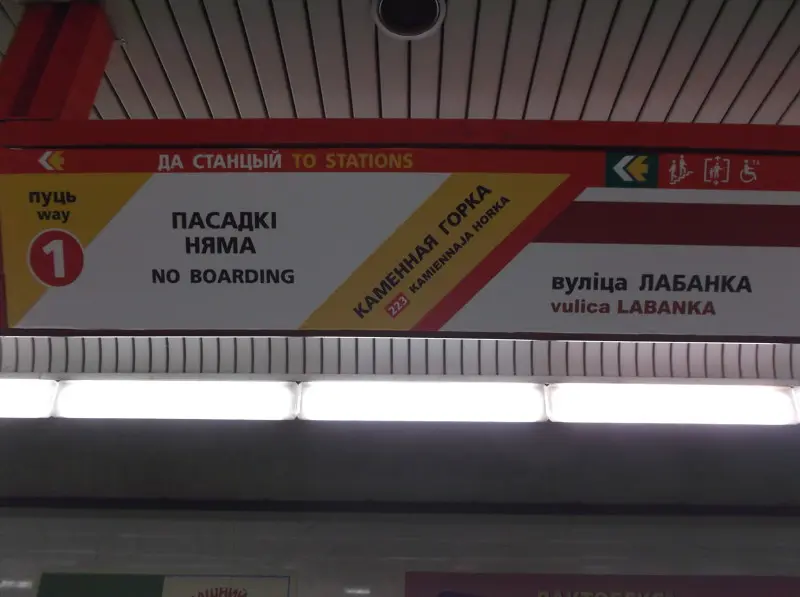 ДА СТАНЦЫЙ TO STATIONS
пуць
way
1
ПАСАДКІ
НЯМА
NO BOARDING
КАМЕННАЯ ГОРКА
223 KAMIENNAJA HORKA
вуліца ЛАБАНКА
vulica LABANKA